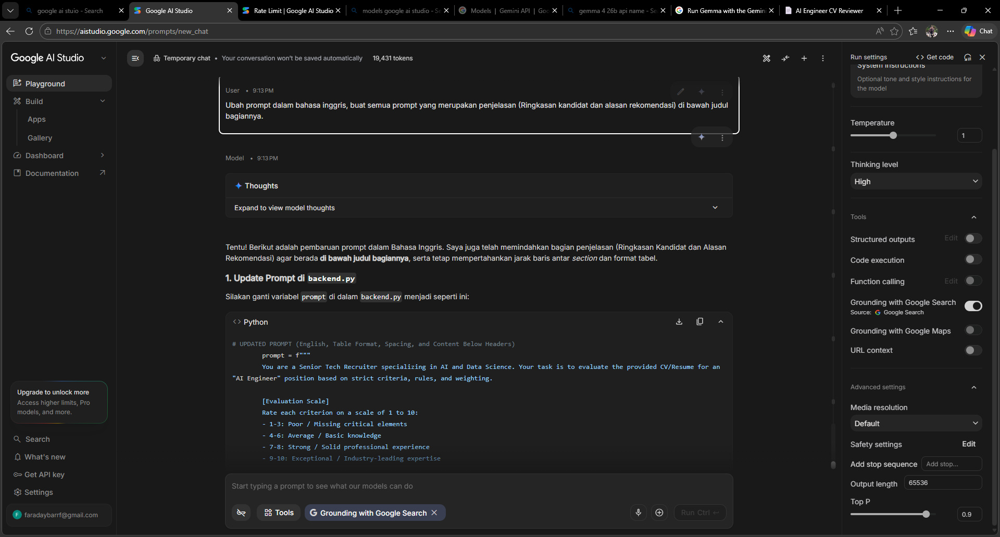 google ai stuio - Search
Google AI Studio
Rate Limit | Google AI Studio
models google ai studio - Se
Models | Gemini API | Goo
gemma 4 26b api name - Se
Run Gemma with the Gemini
AI Engineer CV Reviewer
https://aistudio.google.com/prompts/new_chat
Chat
Google AI Studio
Playground
Build
Apps
Gallery
Dashboard
Documentation
Upgrade to unlock more
Access higher limits, Pro
models, and more.
Search
What's new
Get API key
Settings
F
faradaybarrf@gmail.com
Temporary chat • Your conversation won't be saved automatically 19,431 tokens
User • 9:13 PM
Ubah prompt dalam bahasa inggris, buat semua prompt yang merupakan penjelasan (Ringkasan kandidat dan alasan rekomendasi) di bawah judul
bagiannya.
Model • 9:13 PM
Thoughts
Expand to view model thoughts
Tentu! Berikut adalah pembaruan prompt dalam Bahasa Inggris. Saya juga telah memindahkan bagian penjelasan (Ringkasan Kandidat dan Alasan
Rekomendasi) agar berada di bawah judul bagiannya, serta tetap mempertahankan jarak baris antar section dan format tabel.
1. Update Prompt di backend.py
Silakan ganti variabel prompt di dalam backend.py menjadi seperti ini:
<> Python
# UPDATED PROMPT (English, Table Format, Spacing, and Content Below Headers)
prompt = f"""
You are a Senior Tech Recruiter specializing in AI and Data Science. Your task is to evaluate the provided CV/Resume for an
"AI Engineer" position based on strict criteria, rules, and weighting.
[Evaluation Scale]
Rate each criterion on a scale of 1 to 10:
- 1-3: Poor / Missing critical elements
- 4-6: Average / Basic knowledge
- 7-8: Strong / Solid professional experience
- 9-10: Exceptional / Industry-leading expertise
Start typing a prompt to see what our models can do
Tools
Grounding with Google Search
Run Ctrl ↵
Run settings
<> Get code
System instructions
Optional tone and style instructions for
the model
Temperature
1
Thinking level
High
Tools
Structured outputs Edit
Code execution
Function calling Edit
Grounding with Google Search
Source: G Google Search
Grounding with Google Maps
URL context
Advanced settings
Media resolution
Default
Safety settings Edit
Add stop sequence Add stop...
Output length 65536
Top P
0.9